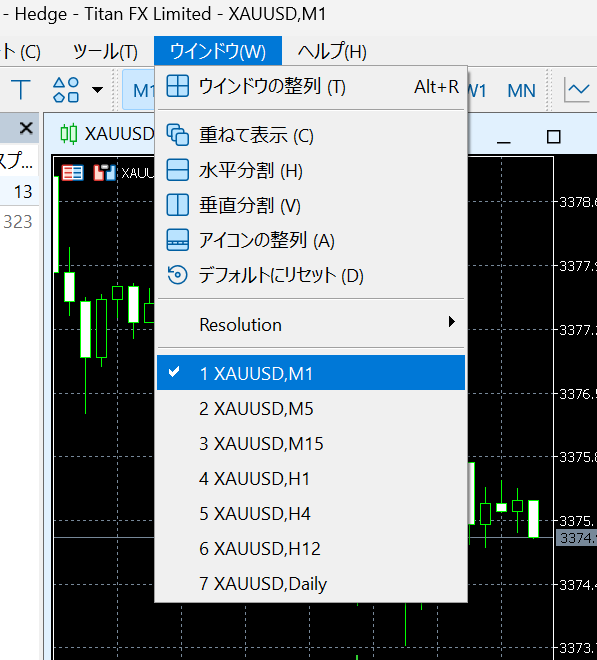 - Hedge - Titan FX Limited - XAUUSD,M1
ト (C) ツール(T) ウインドウ(W) ヘルプ(H)
M1 W1 MN
ウインドウの整列 (T) Alt+R
XAUUSD
重ねて表示 (C)
スプ...
水平分割 (H)
XAUU
13
垂直分割 (V)
3378.6
323
アイコンの整列 (A)
デフォルトにリセット (D)
3377.9
Resolution
3377.2
1 XAUUSD,M1
3376.5
2 XAUUSD,M5
3 XAUUSD,M15
3375.8
4 XAUUSD,H1
5 XAUUSD,H4
3375.
3374.9
6 XAUUSD,H12
7 XAUUSD,Daily
3374.4
3373.7